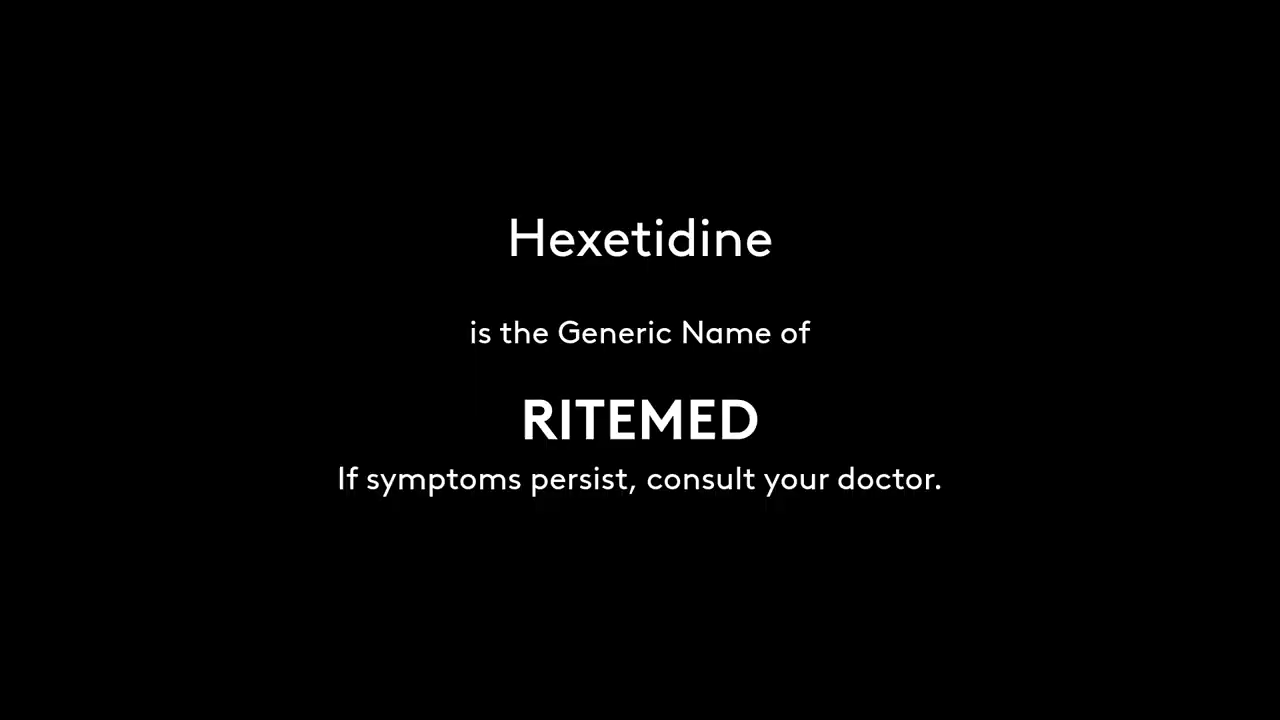 Hexetidine
is the Generic Name of
RITEMED
If symptoms persist, consult your doctor.